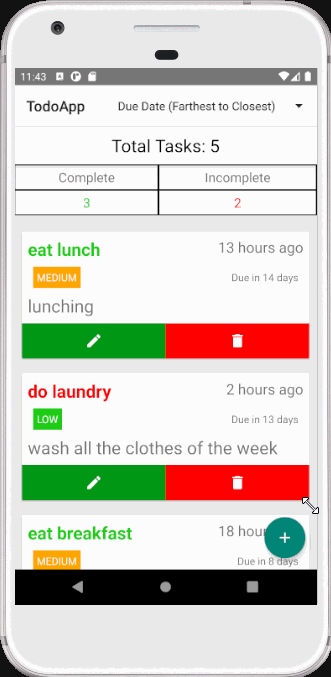 11:43
TodoApp Due Date (Farthest to Closest)
Total Tasks: 5
Complete Incomplete
3 2
eat lunch 13 hours ago
MEDIUM Due in 14 days
lunching
do laundry 2 hours ago
LOW Due in 13 days
wash all the clothes of the week
eat breakfast 18 hou
MEDIUM Due in 8 days